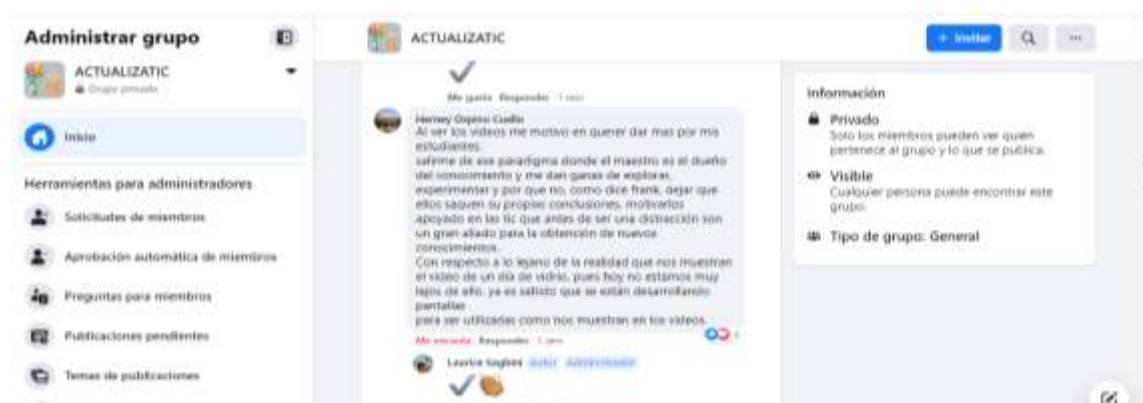 Administrar grupo
ACTUALIZATIC
Grupo privado
Inicio
Herramientas para administradores
Solicitudes de miembros
Aprobación automática de miembros
Preguntas para miembros
Publicaciones pendientes
Temas de publicaciones
ACTUALIZATIC
+ Invitar
Me gusta Responder 1 sem
Herney Ospino Cuello
Al ver los videos me motivo en querer dar mas por mis
estudiantes.
salirme de ese paradigma donde el maestro es el dueño
del conocimiento y me dan ganas de explorar,
experimentar y por que no, como dice frank, dejar que
ellos saquen su propias conclusiones, motivarlos
apoyado en las tic que antes de ser una distracción son
un gran aliado para la obtención de nuevos
conocimientos.
Con respecto a lo lejano de la realidad que nos muestran
el video de un día de vidrio, pues hoy no estamos muy
lejos de ello, ya es sabido que se están desarrollando
pantallas
para ser utilizadas como nos muestran en los videos.
Me encanta Responder 1 sem
Autor Administrador
Información
Privado
Solo los miembros pueden ver quién
pertenece al grupo y lo que se publica.
Visible
Cualquier persona puede encontrar este
grupo.
Tipo de grupo: General